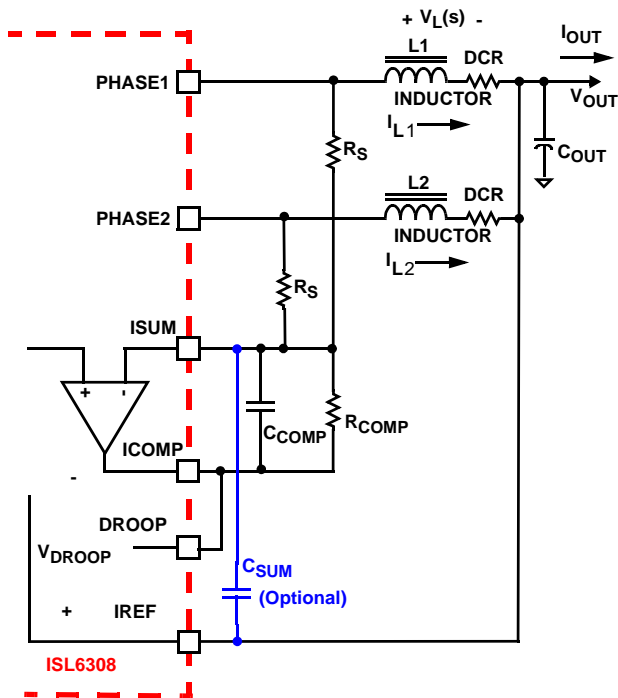 + VL(s) -
IOUT
L1
DCR
PHASE1
VOUT
INDUCTOR
IL1
COUT
RS
L2
DCR
PHASE2
INDUCTOR
IL2
RS
ISUM
+ -
CCOMP
RCOMP
ICOMP
-
DROOP
VDROOP
CSUM
(Optional)
+ IREF
ISL6308